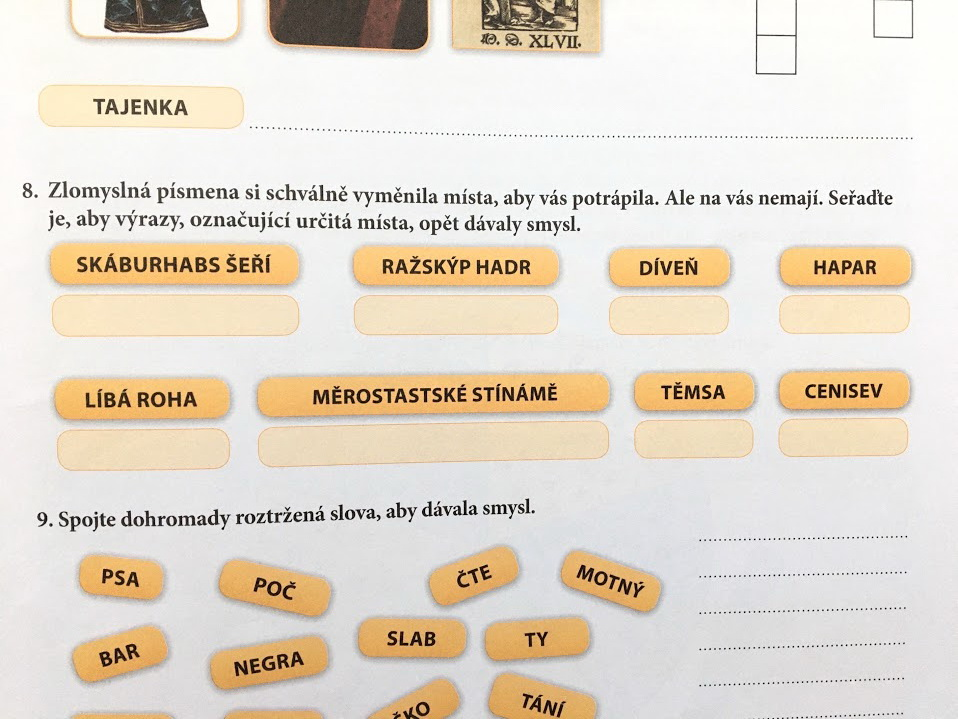 Ꙩ. Ꙩ. XLVII.
TAJENKA
8. Zlomyslná písmena si schválně vyměnila místa, aby vás potrápila. Ale na vás nemají. Seřaďte
je, aby výrazy, označující určitá místa, opět dávaly smysl.
SKÁBURHABS ŠEŘÍ RAŽSKÝP HADR DÍVEŇ HAPAR
LÍBÁ ROHA MĚROSTASTSKÉ STÍNÁMĚ TĚMSA CENISEV
9. Spojte dohromady roztržená slova, aby dávala smysl.
PSA POČ ČTE MOTNÝ
BAR NEGRA SLAB TY
ČKO TÁNÍ